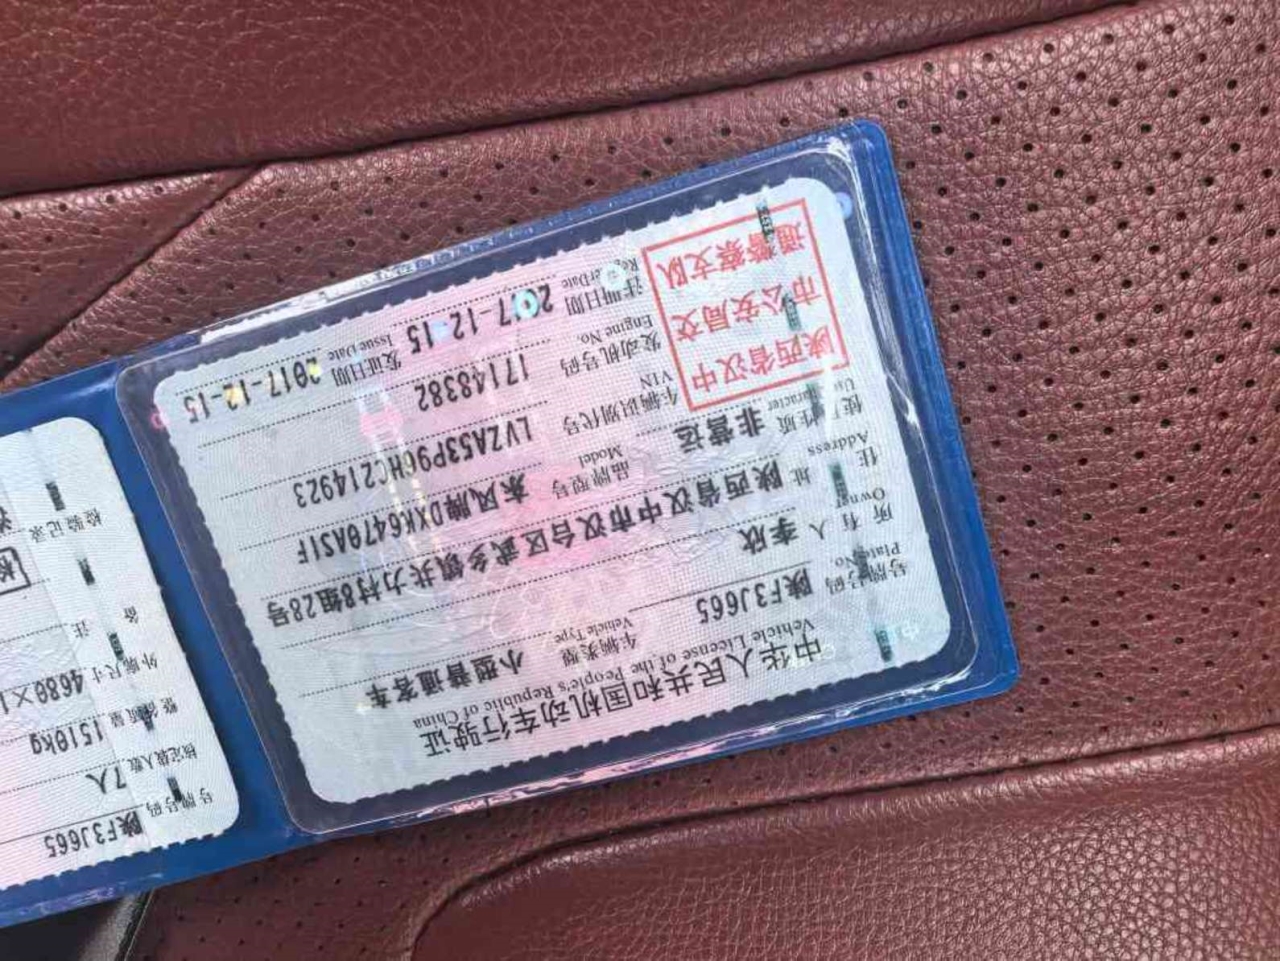 中华人民共和国机动车行驶证
Vehicle License of the People's Republic of China
号牌号码 陕F3J665 车辆类型 小型普通客车
Plate No. Vehicle Type
所有人 李欣
Owner
住址 陕西省汉中市汉台区武乡镇共力村8组28号
Address
使用性质 非营运 品牌型号 东风牌DXK6470ASIF
Use Character Model
陕西省汉中
市公安局交
通警察支队
车辆识别代号 LVZA53P96HC214923
VIN
发动机号码 17148382
Engine No.
注册日期 2017-12-15 发证日期 2017-12-15
Register Date Issue Date
号牌号码 陕F3J665
核定载人数 7人
整备质量 1510kg
外廓尺寸 4680×1
备注
检验记录